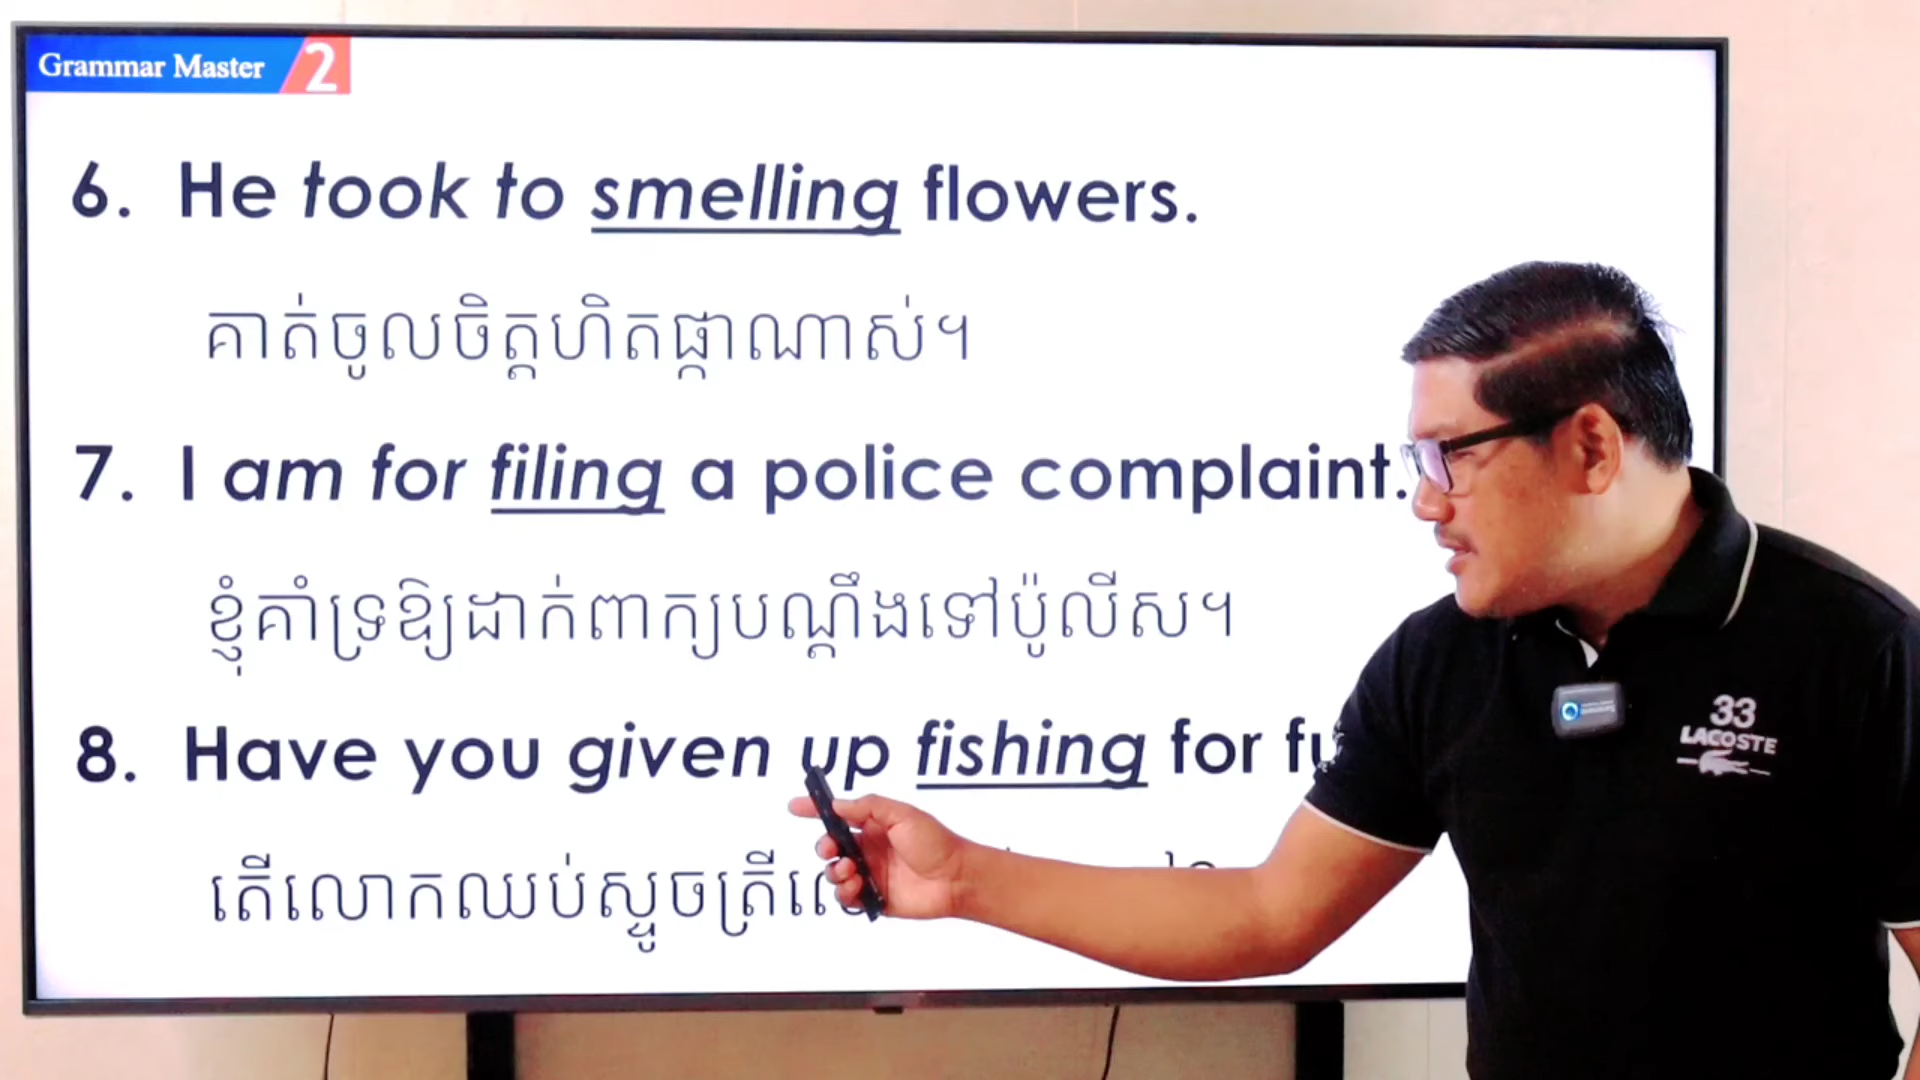 Grammar Master 2
6. He took to smelling flowers.
គាត់ចូលចិត្តហិតផ្កាណាស់។
7. I am for filing a police complaint.
ខ្ញុំគាំទ្រឱ្យដាក់ពាក្យបណ្ដឹងទៅប៉ូលីស។
8. Have you given up fishing for
តើលោកឈប់ស្ទូចត្រី
33
LACOSTE